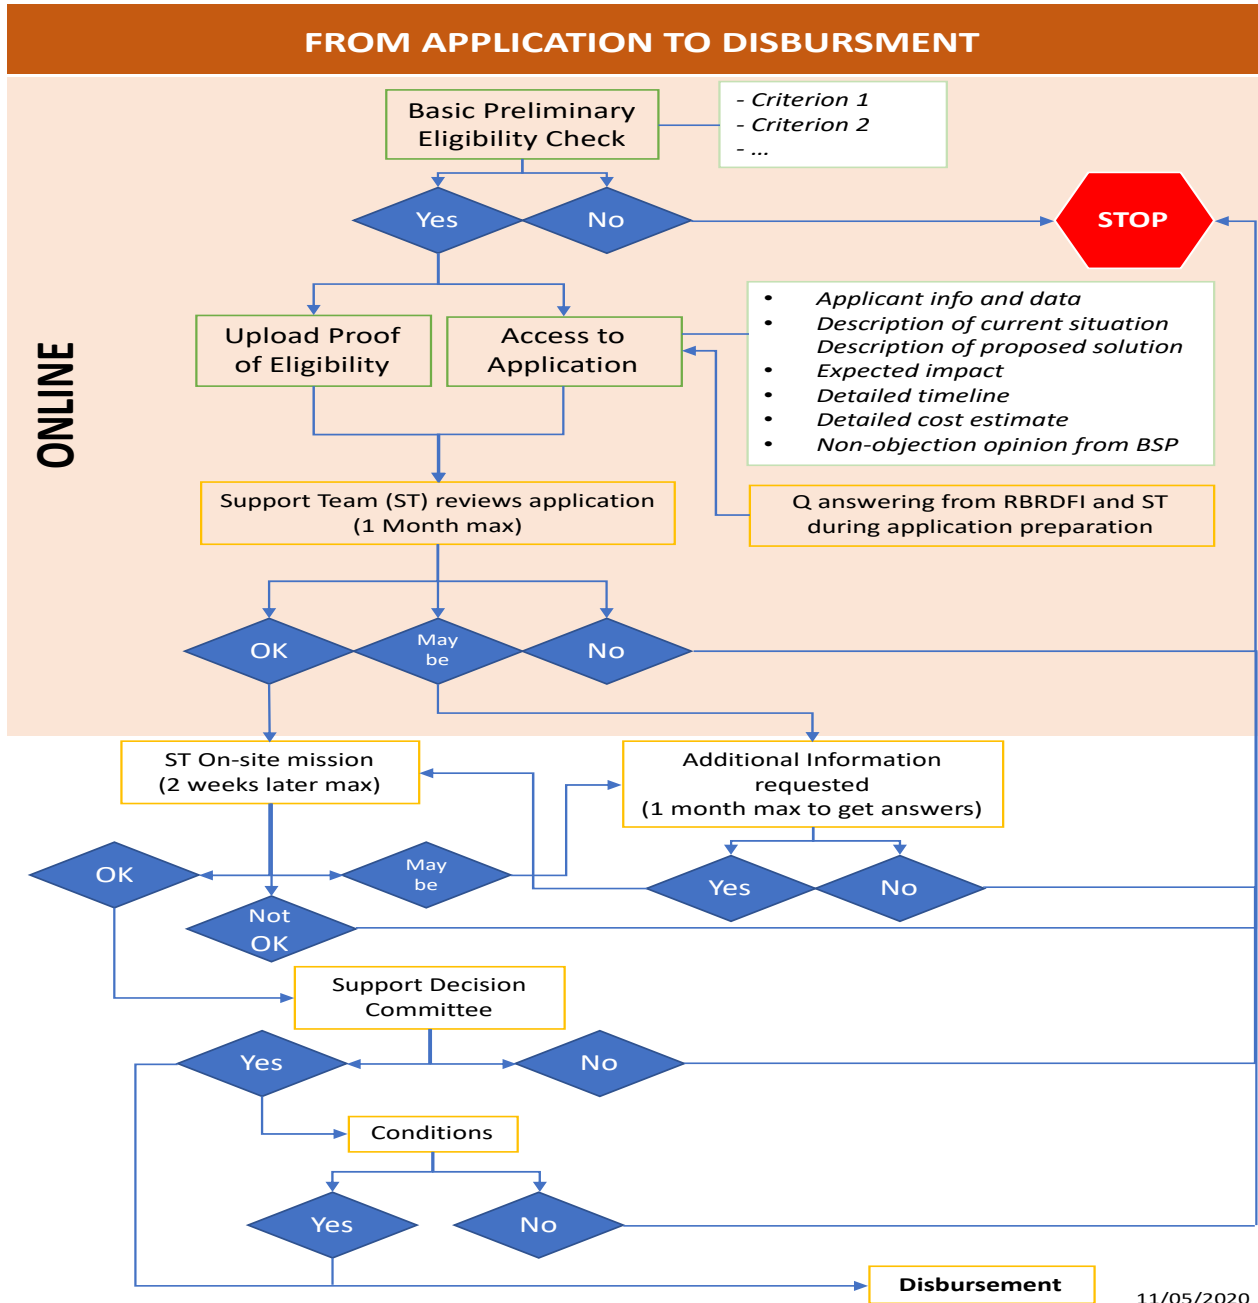 FROM APPLICATION TO DISBURSMENT
Basic Preliminary
Eligibility Check
- Criterion 1
- Criterion 2
- ...
Yes
No
STOP
ONLINE
Upload Proof
of Eligibility
Access to
Application
• Applicant info and data
• Description of current situation
Description of proposed solution
• Expected impact
• Detailed timeline
• Detailed cost estimate
• Non-objection opinion from BSP
Support Team (ST) reviews application
(1 Month max)
Q answering from RBRDFI and ST
during application preparation
OK
May
be
No
ST On-site mission
(2 weeks later max)
Additional Information
requested
(1 month max to get answers)
OK
May
be
Yes
No
Not
OK
Support Decision
Committee
Yes
No
Conditions
Yes
No
Disbursement
11/05/2020